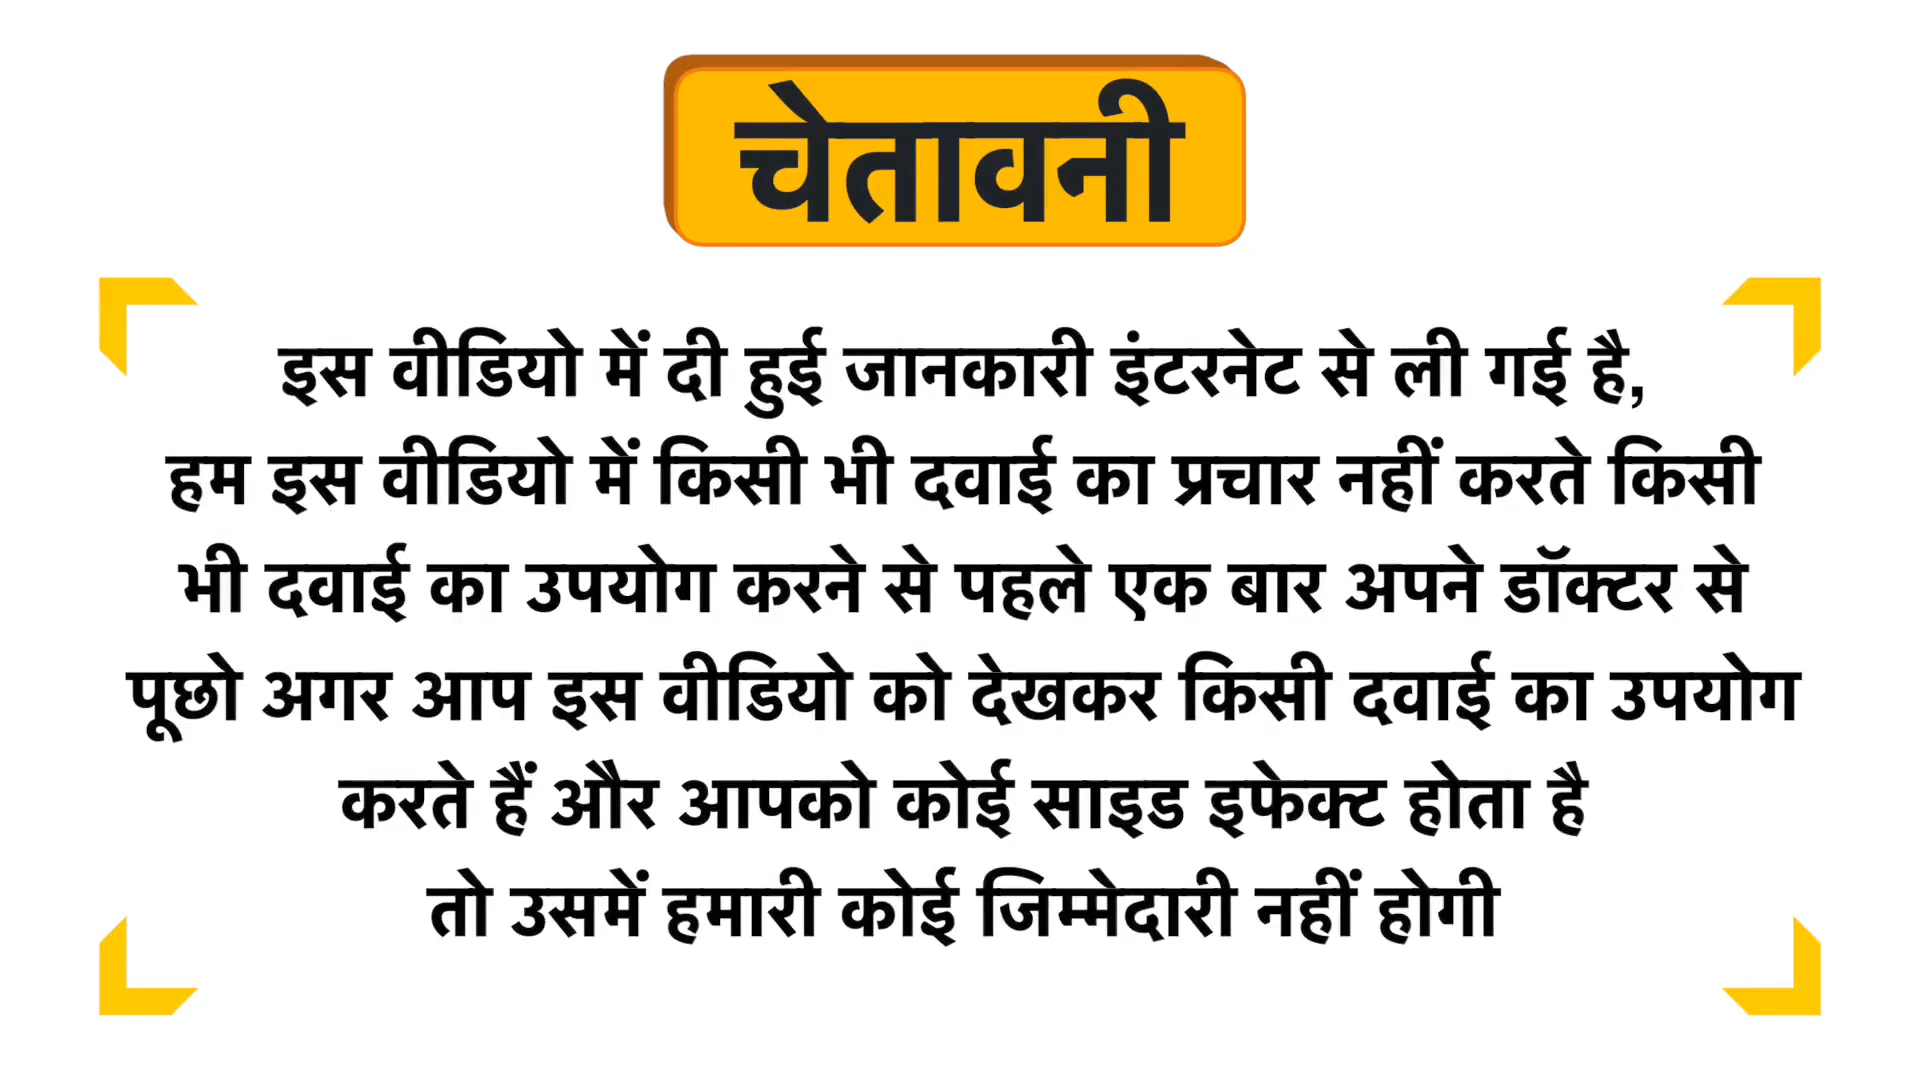 चेतावनी
इस वीडियो में दी हुई जानकारी इंटरनेट से ली गई है,
हम इस वीडियो में किसी भी दवाई का प्रचार नहीं करते किसी
भी दवाई का उपयोग करने से पहले एक बार अपने डॉक्टर से
पूछो अगर आप इस वीडियो को देखकर किसी दवाई का उपयोग
करते हैं और आपको कोई साइड इफेक्ट होता है
तो उसमें हमारी कोई जिम्मेदारी नहीं होगी